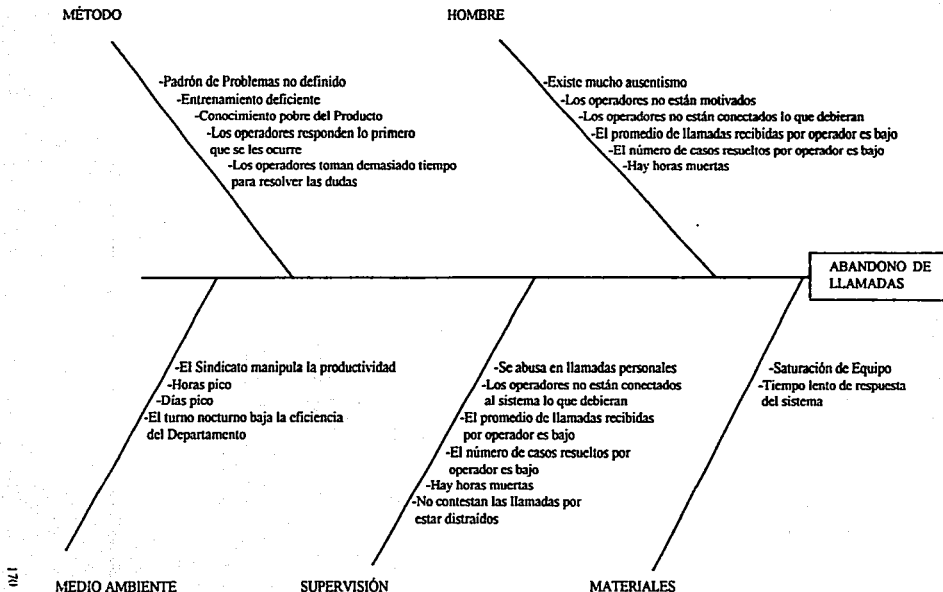 MÉTODO
-Padrón de Problemas no definido
-Entrenamiento deficiente
-Conocimiento pobre del Producto
-Los operadores responden lo primero
que se les ocurre
-Los operadores toman demasiado tiempo
para resolver las dudas
HOMBRE
-Existe mucho ausentismo
-Los operadores no están motivados
-Los operadores no están conectados lo que debieran
-El promedio de llamadas recibidas por operador es bajo
-El número de casos resueltos por operador es bajo
-Hay horas muertas
ABANDONO DE
LLAMADAS
-El Sindicato manipula la productividad
-Horas pico
-Días pico
-El turno nocturno baja la eficiencia
del Departamento
MEDIO AMBIENTE
-Se abusa en llamadas personales
-Los operadores no están conectados
al sistema lo que debieran
-El promedio de llamadas recibidas
por operador es bajo
-El número de casos resueltos por
operador es bajo
-Hay horas muertas
-No contestan las llamadas por
estar distraídos
SUPERVISIÓN
-Saturación de Equipo
-Tiempo lento de respuesta
del sistema
MATERIALES
170